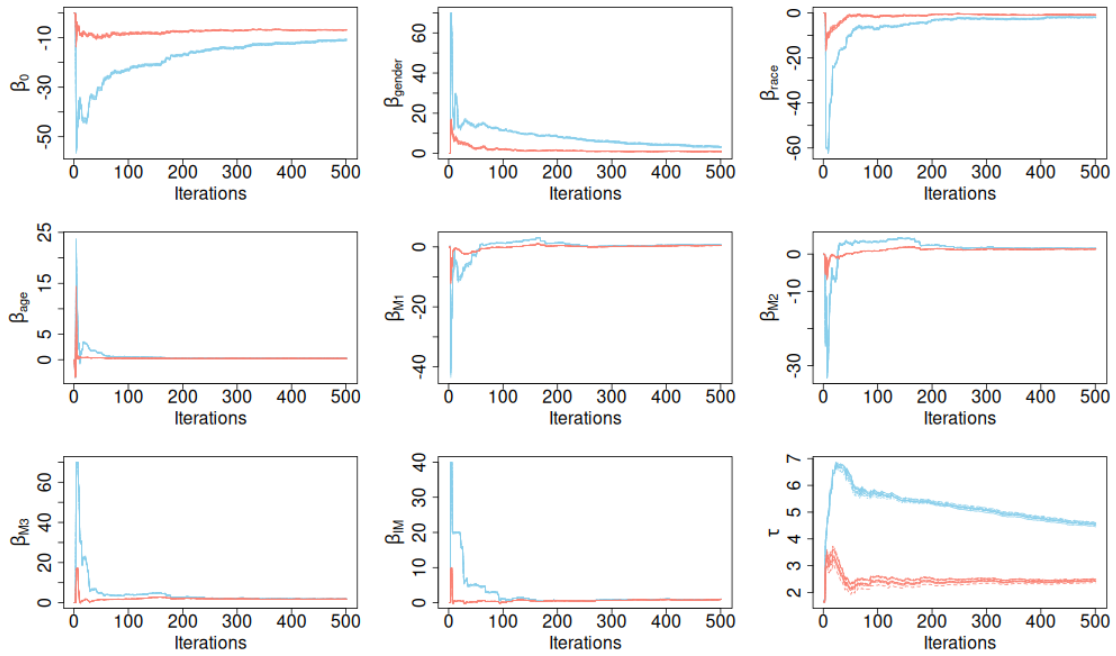 β0
-50 -30 -10
0 100 200 300 400 500
Iterations
βgender
0 20 40 60
0 100 200 300 400 500
Iterations
βrace
-60 -40 -20 0
0 100 200 300 400 500
Iterations
βage
0 5 15 25
0 100 200 300 400 500
Iterations
βM1
-40 -20 0
0 100 200 300 400 500
Iterations
βM2
-30 -10 0
0 100 200 300 400 500
Iterations
βM3
0 20 40 60
0 100 200 300 400 500
Iterations
βIM
0 10 20 30 40
0 100 200 300 400 500
Iterations
τ
2 3 4 5 6 7
0 100 200 300 400 500
Iterations